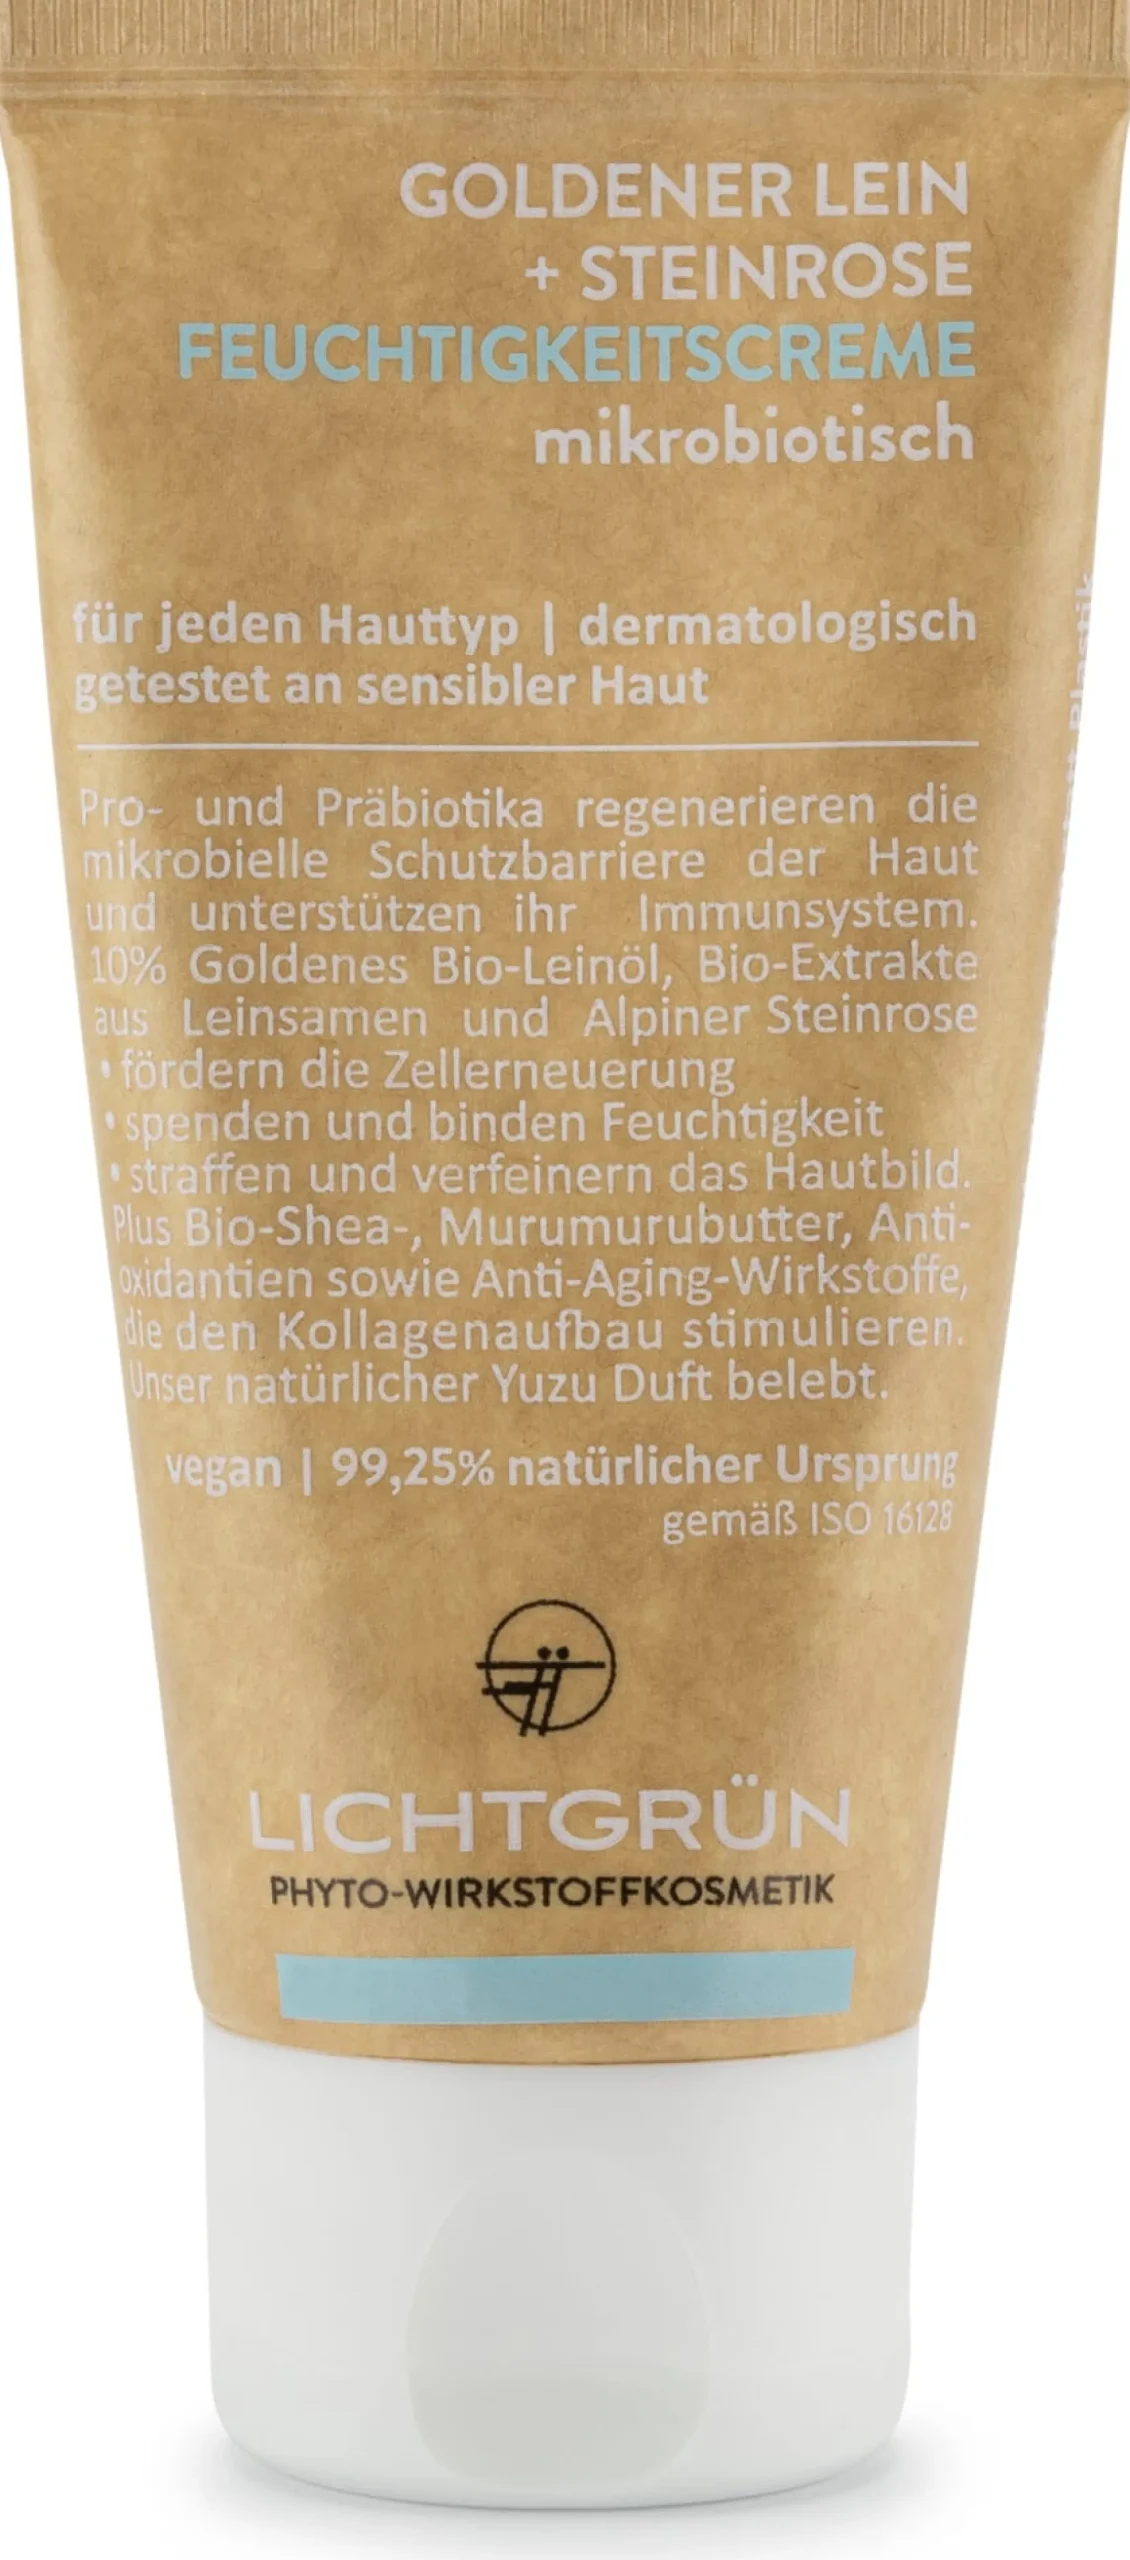 GOLDENER LEIN
+ STEINROSE
FEUCHTIGKEITSCREME
mikrobiotisch
für jeden Hauttyp | dermatologisch
getestet an sensibler Haut
Pro- und Präbiotika regenerieren die
mikrobielle Schutzbarriere der Haut
und unterstützen ihr Immunsystem.
10% Goldenes Bio-Leinöl, Bio-Extrakte
aus Leinsamen und Alpiner Steinrose
• fördern die Zellerneuerung
• spenden und binden Feuchtigkeit
• straffen und verfeinern das Hautbild.
Plus Bio-Shea-, Murumurubutter, Anti-
oxidantien sowie Anti-Aging-Wirkstoffe,
die den Kollagenaufbau stimulieren.
Unser natürlicher Yuzu Duft belebt.
vegan | 99,25% natürlicher Ursprung
gemäß ISO 16128
LICHTGRÜN
PHYTO-WIRKSTOFFKOSMETIK
Plastik